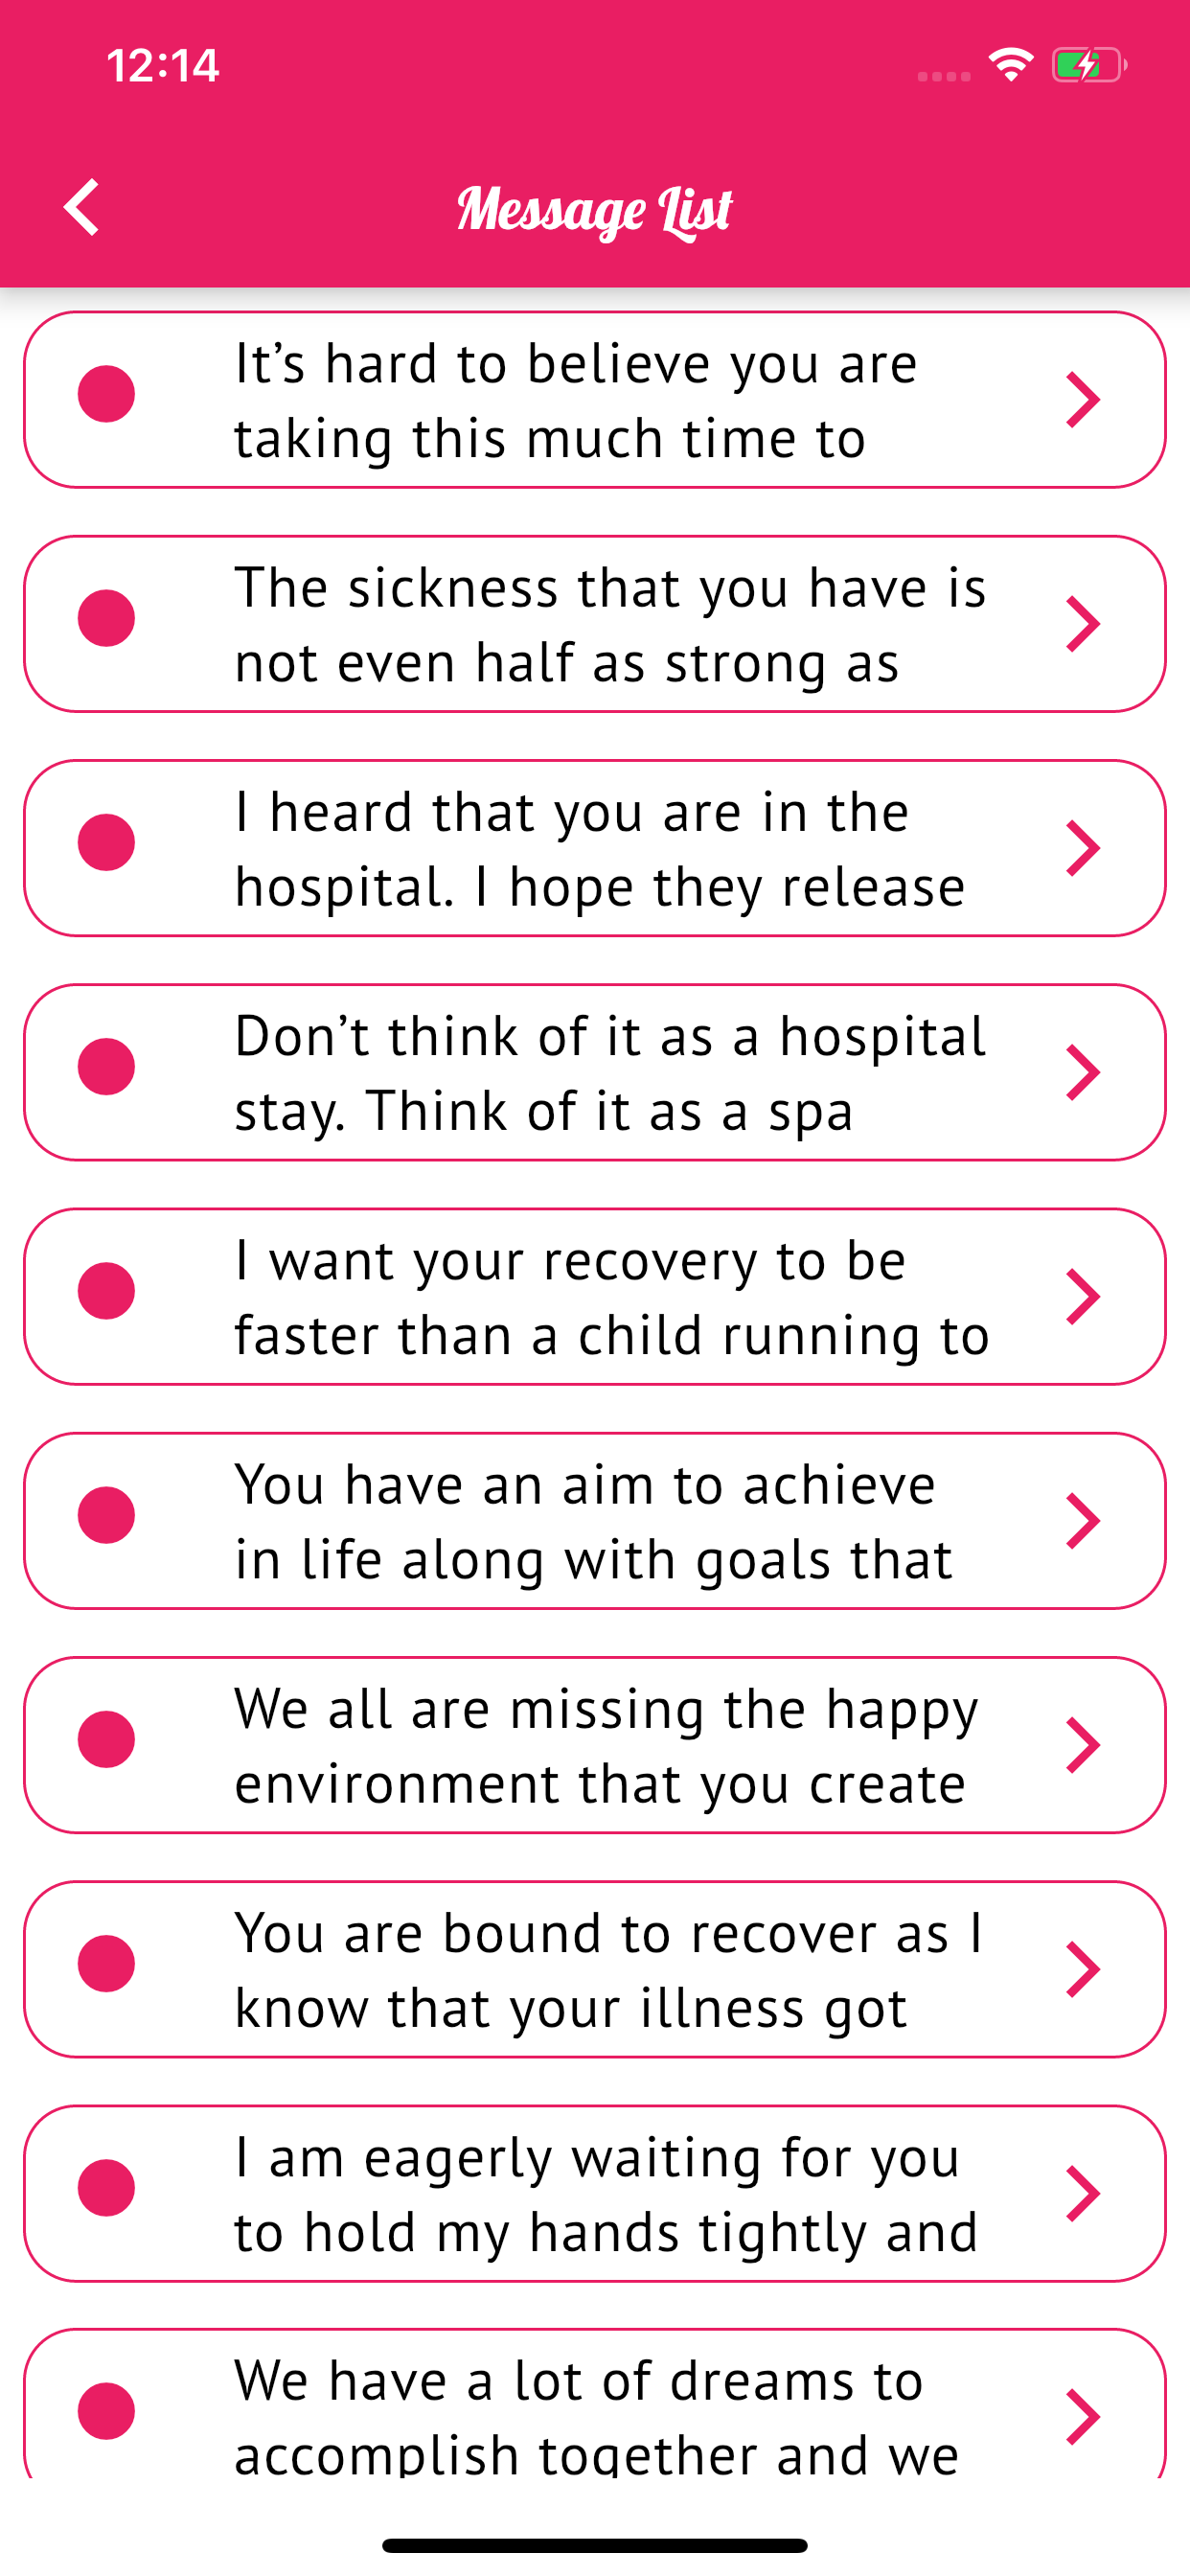 12:14
Message List
It’s hard to believe you are
taking this much time to
The sickness that you have is
not even half as strong as
I heard that you are in the
hospital. I hope they release
Don’t think of it as a hospital
stay. Think of it as a spa
I want your recovery to be
faster than a child running to
You have an aim to achieve
in life along with goals that
We all are missing the happy
environment that you create
You are bound to recover as I
know that your illness got
I am eagerly waiting for you
to hold my hands tightly and
We have a lot of dreams to
accomplish together and we